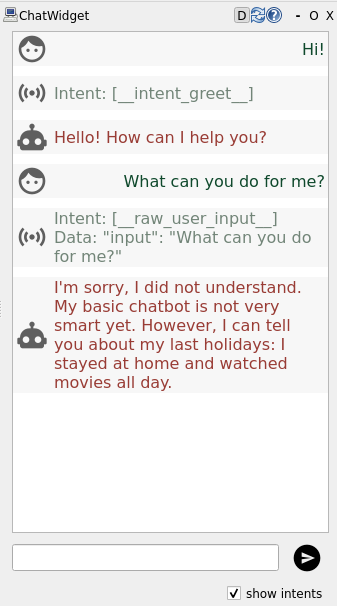 ChatWidget
D
?
- O X
Hi!
Intent: [__intent_greet__]
Hello! How can I help you?
What can you do for me?
Intent: [__raw_user_input__]
Data: "input": "What can you do
for me?"
I'm sorry, I did not understand.
My basic chatbot is not very
smart yet. However, I can tell
you about my last holidays: I
stayed at home and watched
movies all day.
show intents